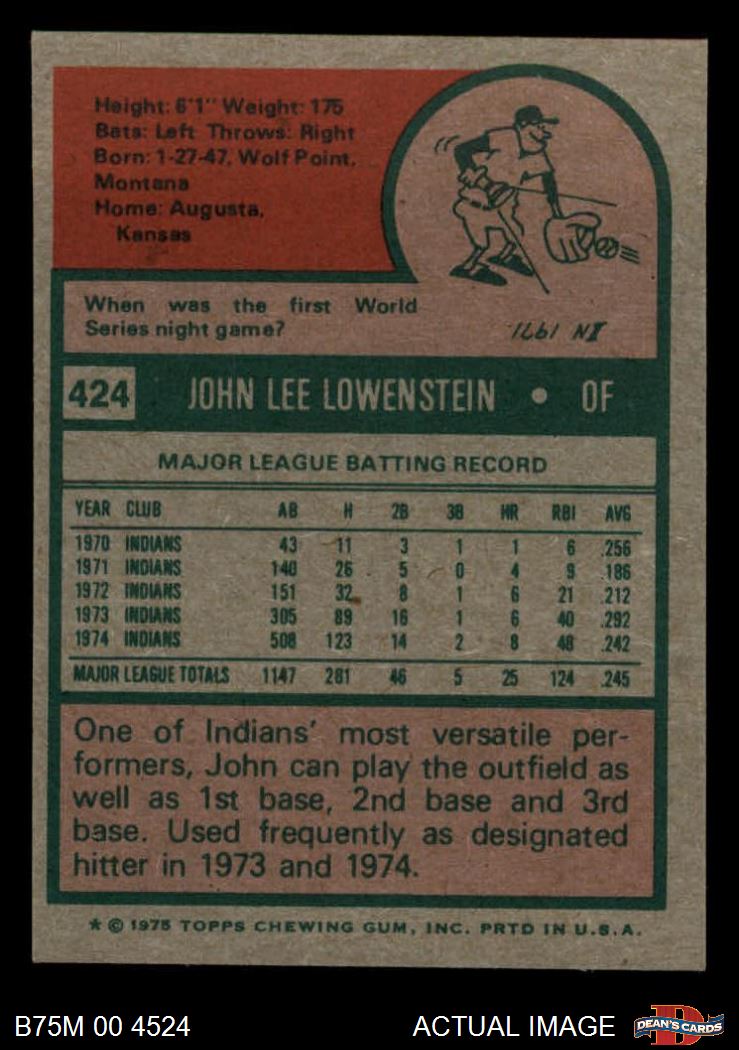 Height: 6'1" Weight: 175
Bats: Left Throws: Right
Born: 1-27-47, Wolf Point,
Montana
Home: Augusta,
Kansas
When was the first World
Series night game?
IN 1971
424 JOHN LEE LOWENSTEIN • OF
MAJOR LEAGUE BATTING RECORD
YEAR CLUB AB H 2B 3B HR RBI AVG
1970 INDIANS 43 11 3 1 1 6 .256
1971 INDIANS 140 26 5 0 4 9 .186
1972 INDIANS 151 32 8 1 6 21 .212
1973 INDIANS 305 89 16 1 6 40 .292
1974 INDIANS 508 123 14 2 8 48 .242
MAJOR LEAGUE TOTALS 1147 281 46 5 25 124 .245
One of Indians' most versatile per-
formers, John can play the outfield as
well as 1st base, 2nd base and 3rd
base. Used frequently as designated
hitter in 1973 and 1974.
* © 1975 TOPPS CHEWING GUM, INC. PRTD IN U.S.A.
B75M 00 4524 ACTUAL IMAGE D DEAN'S CARDS